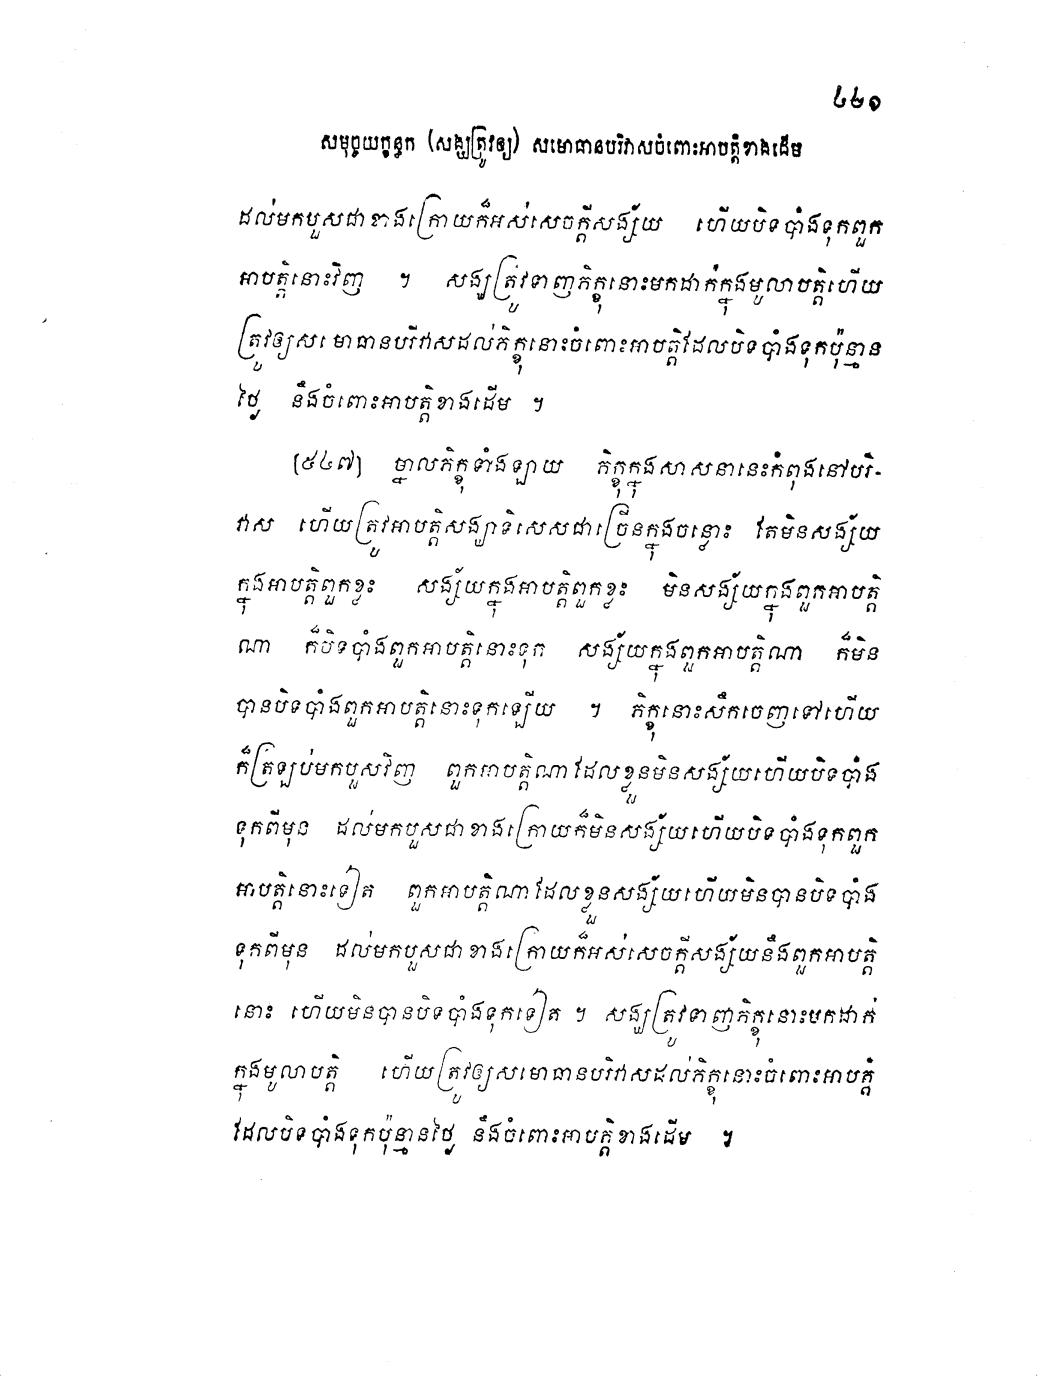 ៤៤១
សមុច្ចយក្ខន្ធក (សង្ឃត្រូវឲ្យ) សមោធានបរិវាសចំពោះអាបត្តិខាងដើម
ដល់មកបួសជាខាងក្រោយក៏អស់សេចក្តីសង្ស័យ ហើយបិទបាំងទុកពួក
អាបត្តិនោះវិញ ។ សង្ឃត្រូវទាញភិក្ខុនោះមកដាក់ក្នុងមូលាបត្តិហើយ
ត្រូវឲ្យសមោធានបរិវាសដល់ភិក្ខុនោះចំពោះអាបត្តិដែលបិទបាំងទុកប៉ុន្មាន
ថ្ងៃ នឹងចំពោះអាបត្តិខាងដើម ។
(៥៤៧) ម្នាលភិក្ខុទាំងឡាយ ភិក្ខុក្នុងសាសនានេះកំពុងនៅបរិ-
វាស ហើយត្រូវអាបត្តិសង្ឃាទិសេសជាច្រើនក្នុងចន្លោះ តែមិនសង្ស័យ
ក្នុងអាបត្តិពួកខ្លះ សង្ស័យក្នុងអាបត្តិពួកខ្លះ មិនសង្ស័យក្នុងពួកអាបត្តិ
ណា ក៏បិទបាំងពួកអាបត្តិនោះទុក សង្ស័យក្នុងពួកអាបត្តិណា ក៏មិន
បានបិទបាំងពួកអាបត្តិនោះទុកឡើយ ។ ភិក្ខុនោះសឹកចេញទៅហើយ
ក៏ត្រឡប់មកបួសវិញ ពួកអាបត្តិណាដែលខ្លួនមិនសង្ស័យហើយបិទបាំង
ទុកពីមុន ដល់មកបួសជាខាងក្រោយក៏មិនសង្ស័យហើយបិទបាំងទុកពួក
អាបត្តិនោះទៀត ពួកអាបត្តិណាដែលខ្លួនសង្ស័យហើយមិនបានបិទបាំង
ទុកពីមុន ដល់មកបួសជាខាងក្រោយក៏អស់សេចក្តីសង្ស័យនឹងពួកអាបត្តិ
នោះ ហើយមិនបានបិទបាំងទុកទៀត ។ សង្ឃត្រូវទាញភិក្ខុនោះមកដាក់
ក្នុងមូលាបត្តិ ហើយត្រូវឲ្យសមោធានបរិវាសដល់ភិក្ខុនោះចំពោះអាបត្តិ
ដែលបិទបាំងទុកប៉ុន្មានថ្ងៃ នឹងចំពោះអាបត្តិខាងដើម ។